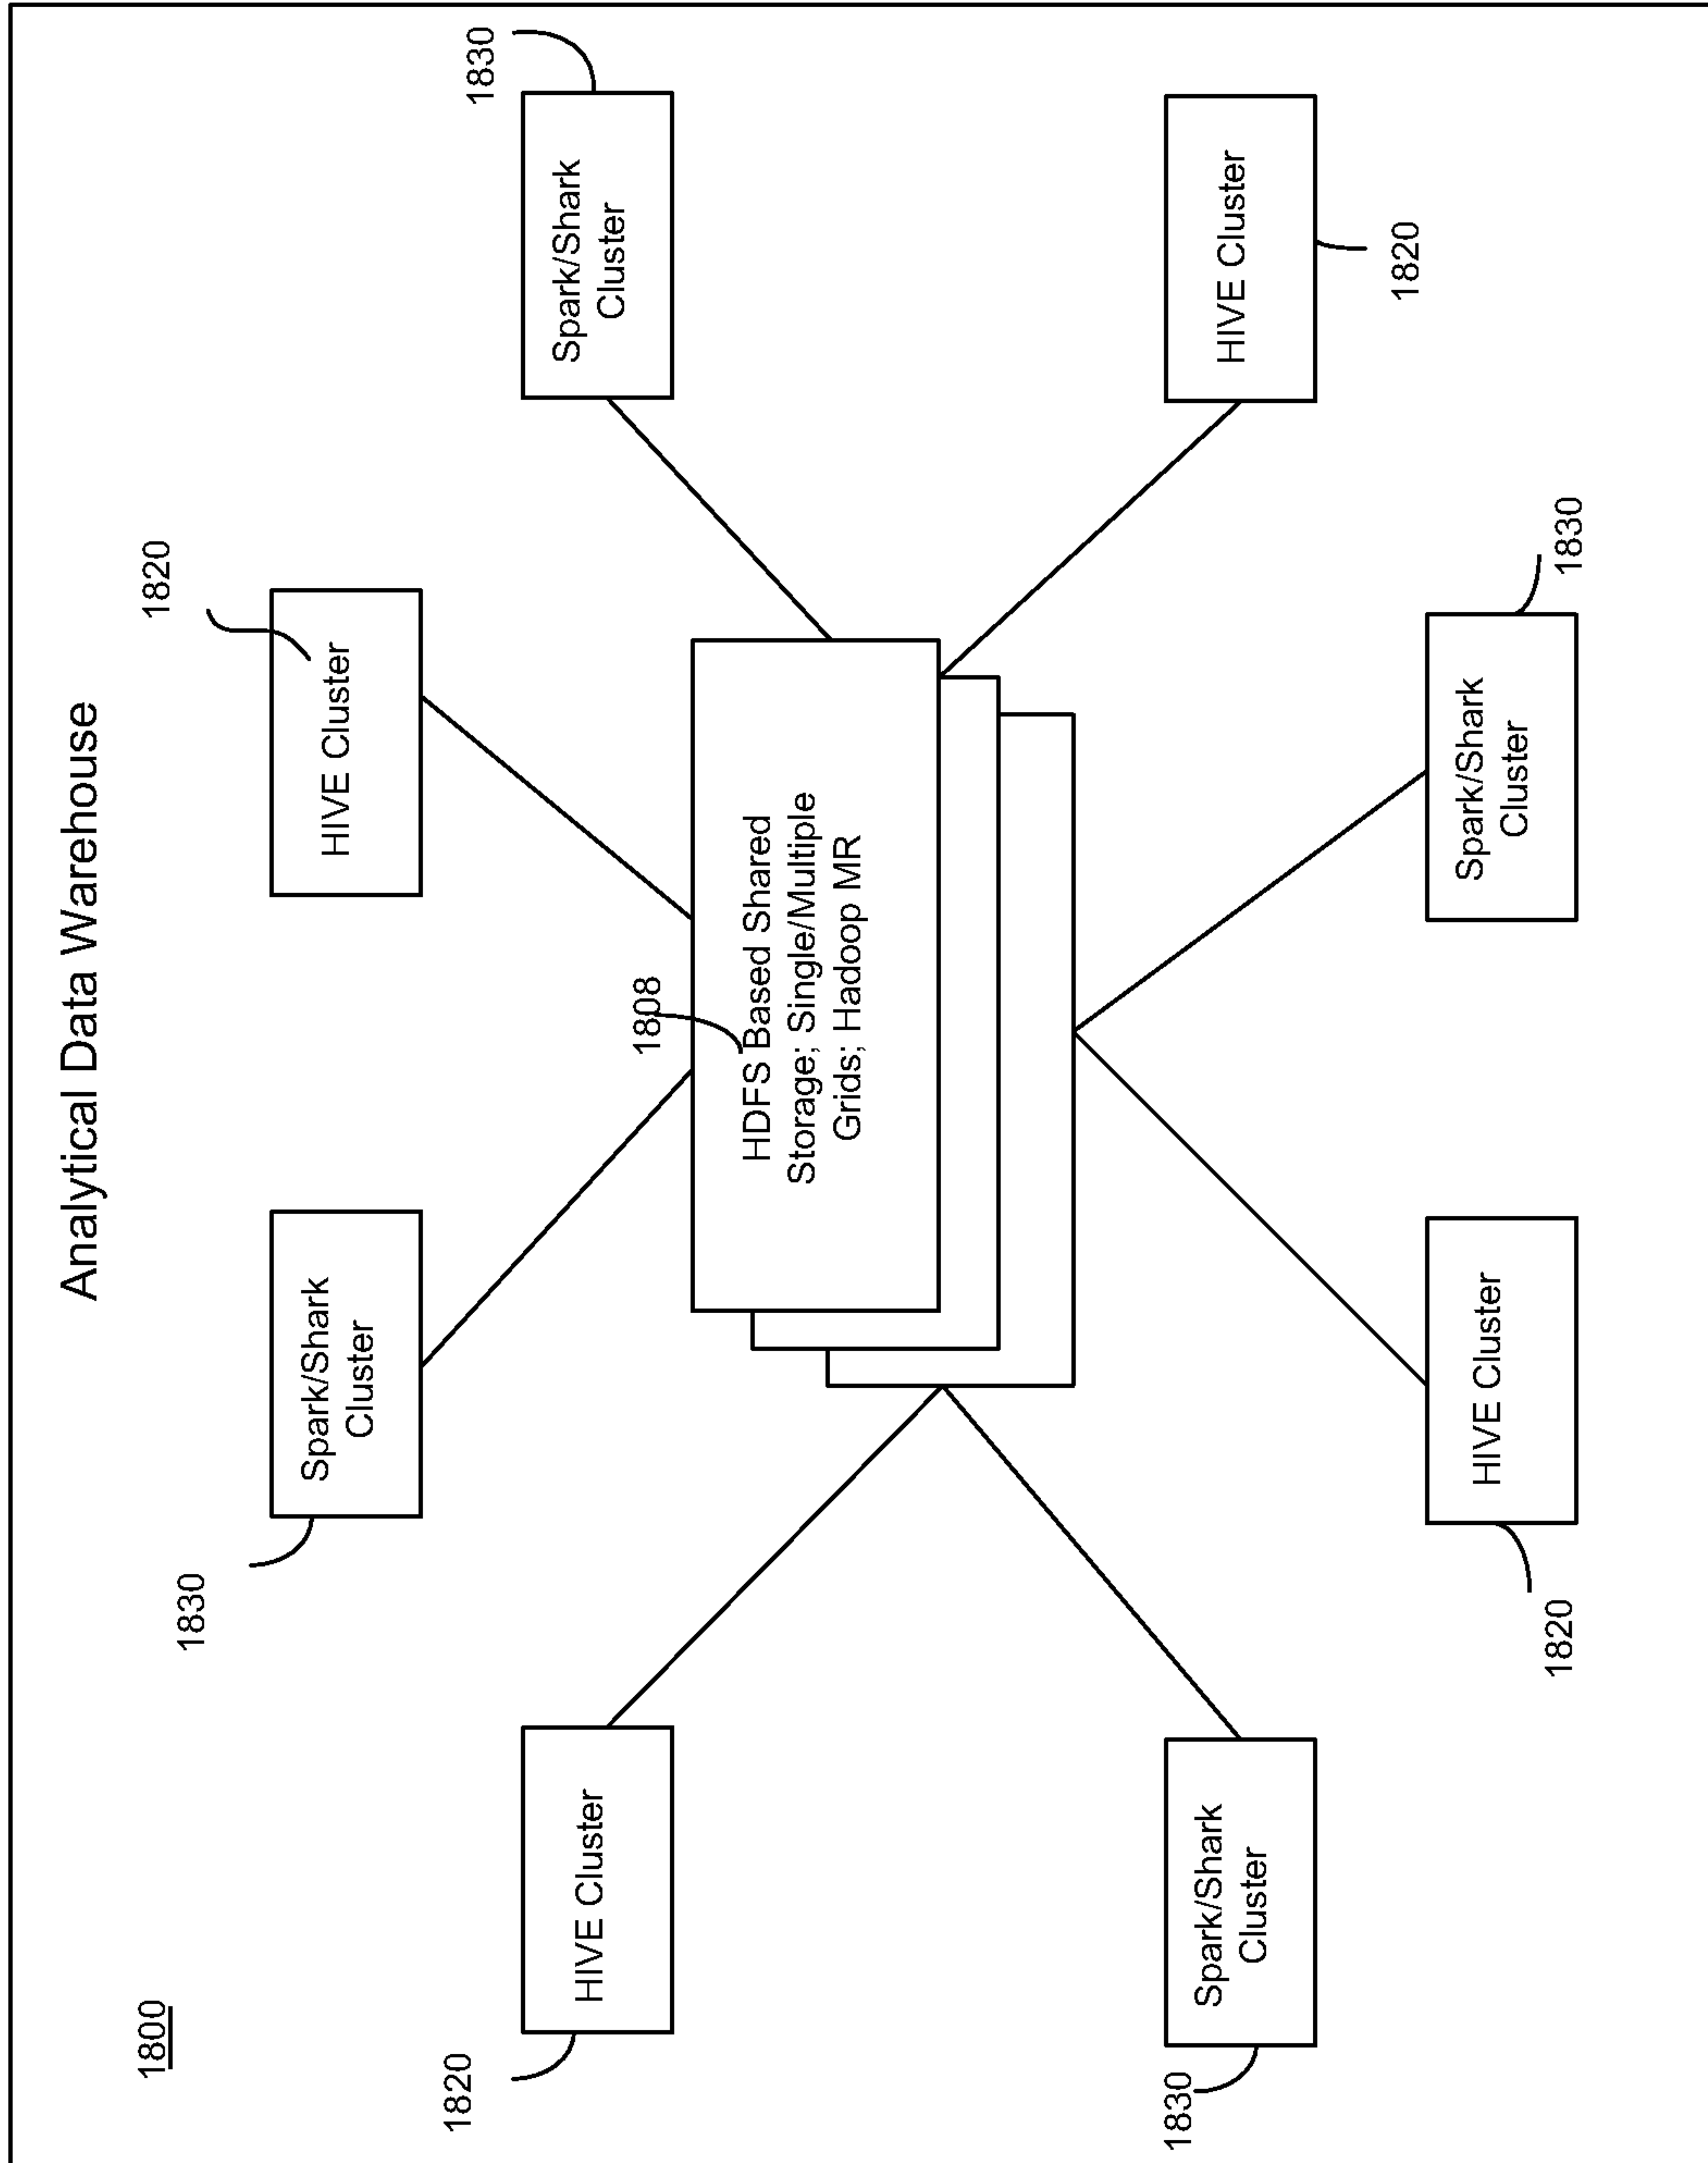 Analytical Data Warehouse
1800
1830
Spark/Shark
Cluster
1820
HIVE Cluster
1820
HIVE Cluster
1830
Spark/Shark
Cluster
1808
HDFS Based Shared
Storage; Single/Multiple
Grids; Hadoop MR
1830
Spark/Shark
Cluster
HIVE Cluster
1820
HIVE Cluster
1820
Spark/Shark
Cluster
1830